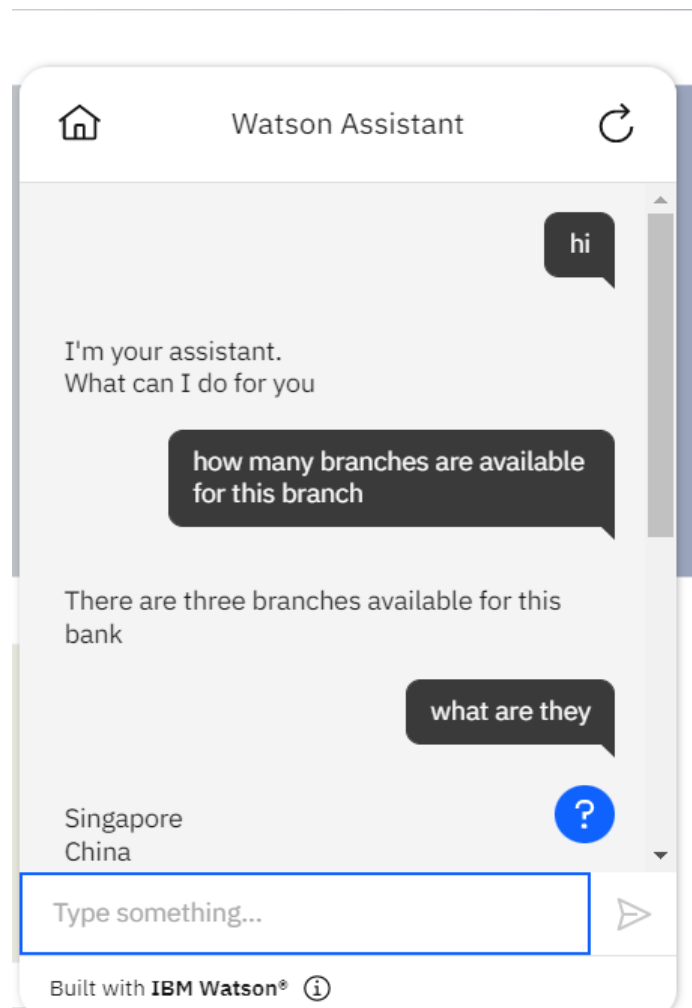 Watson Assistant
hi
I'm your assistant.
What can I do for you
how many branches are available
for this branch
There are three branches available for this
bank
what are they
?
Singapore
China
Type something...
Built with IBM Watson®